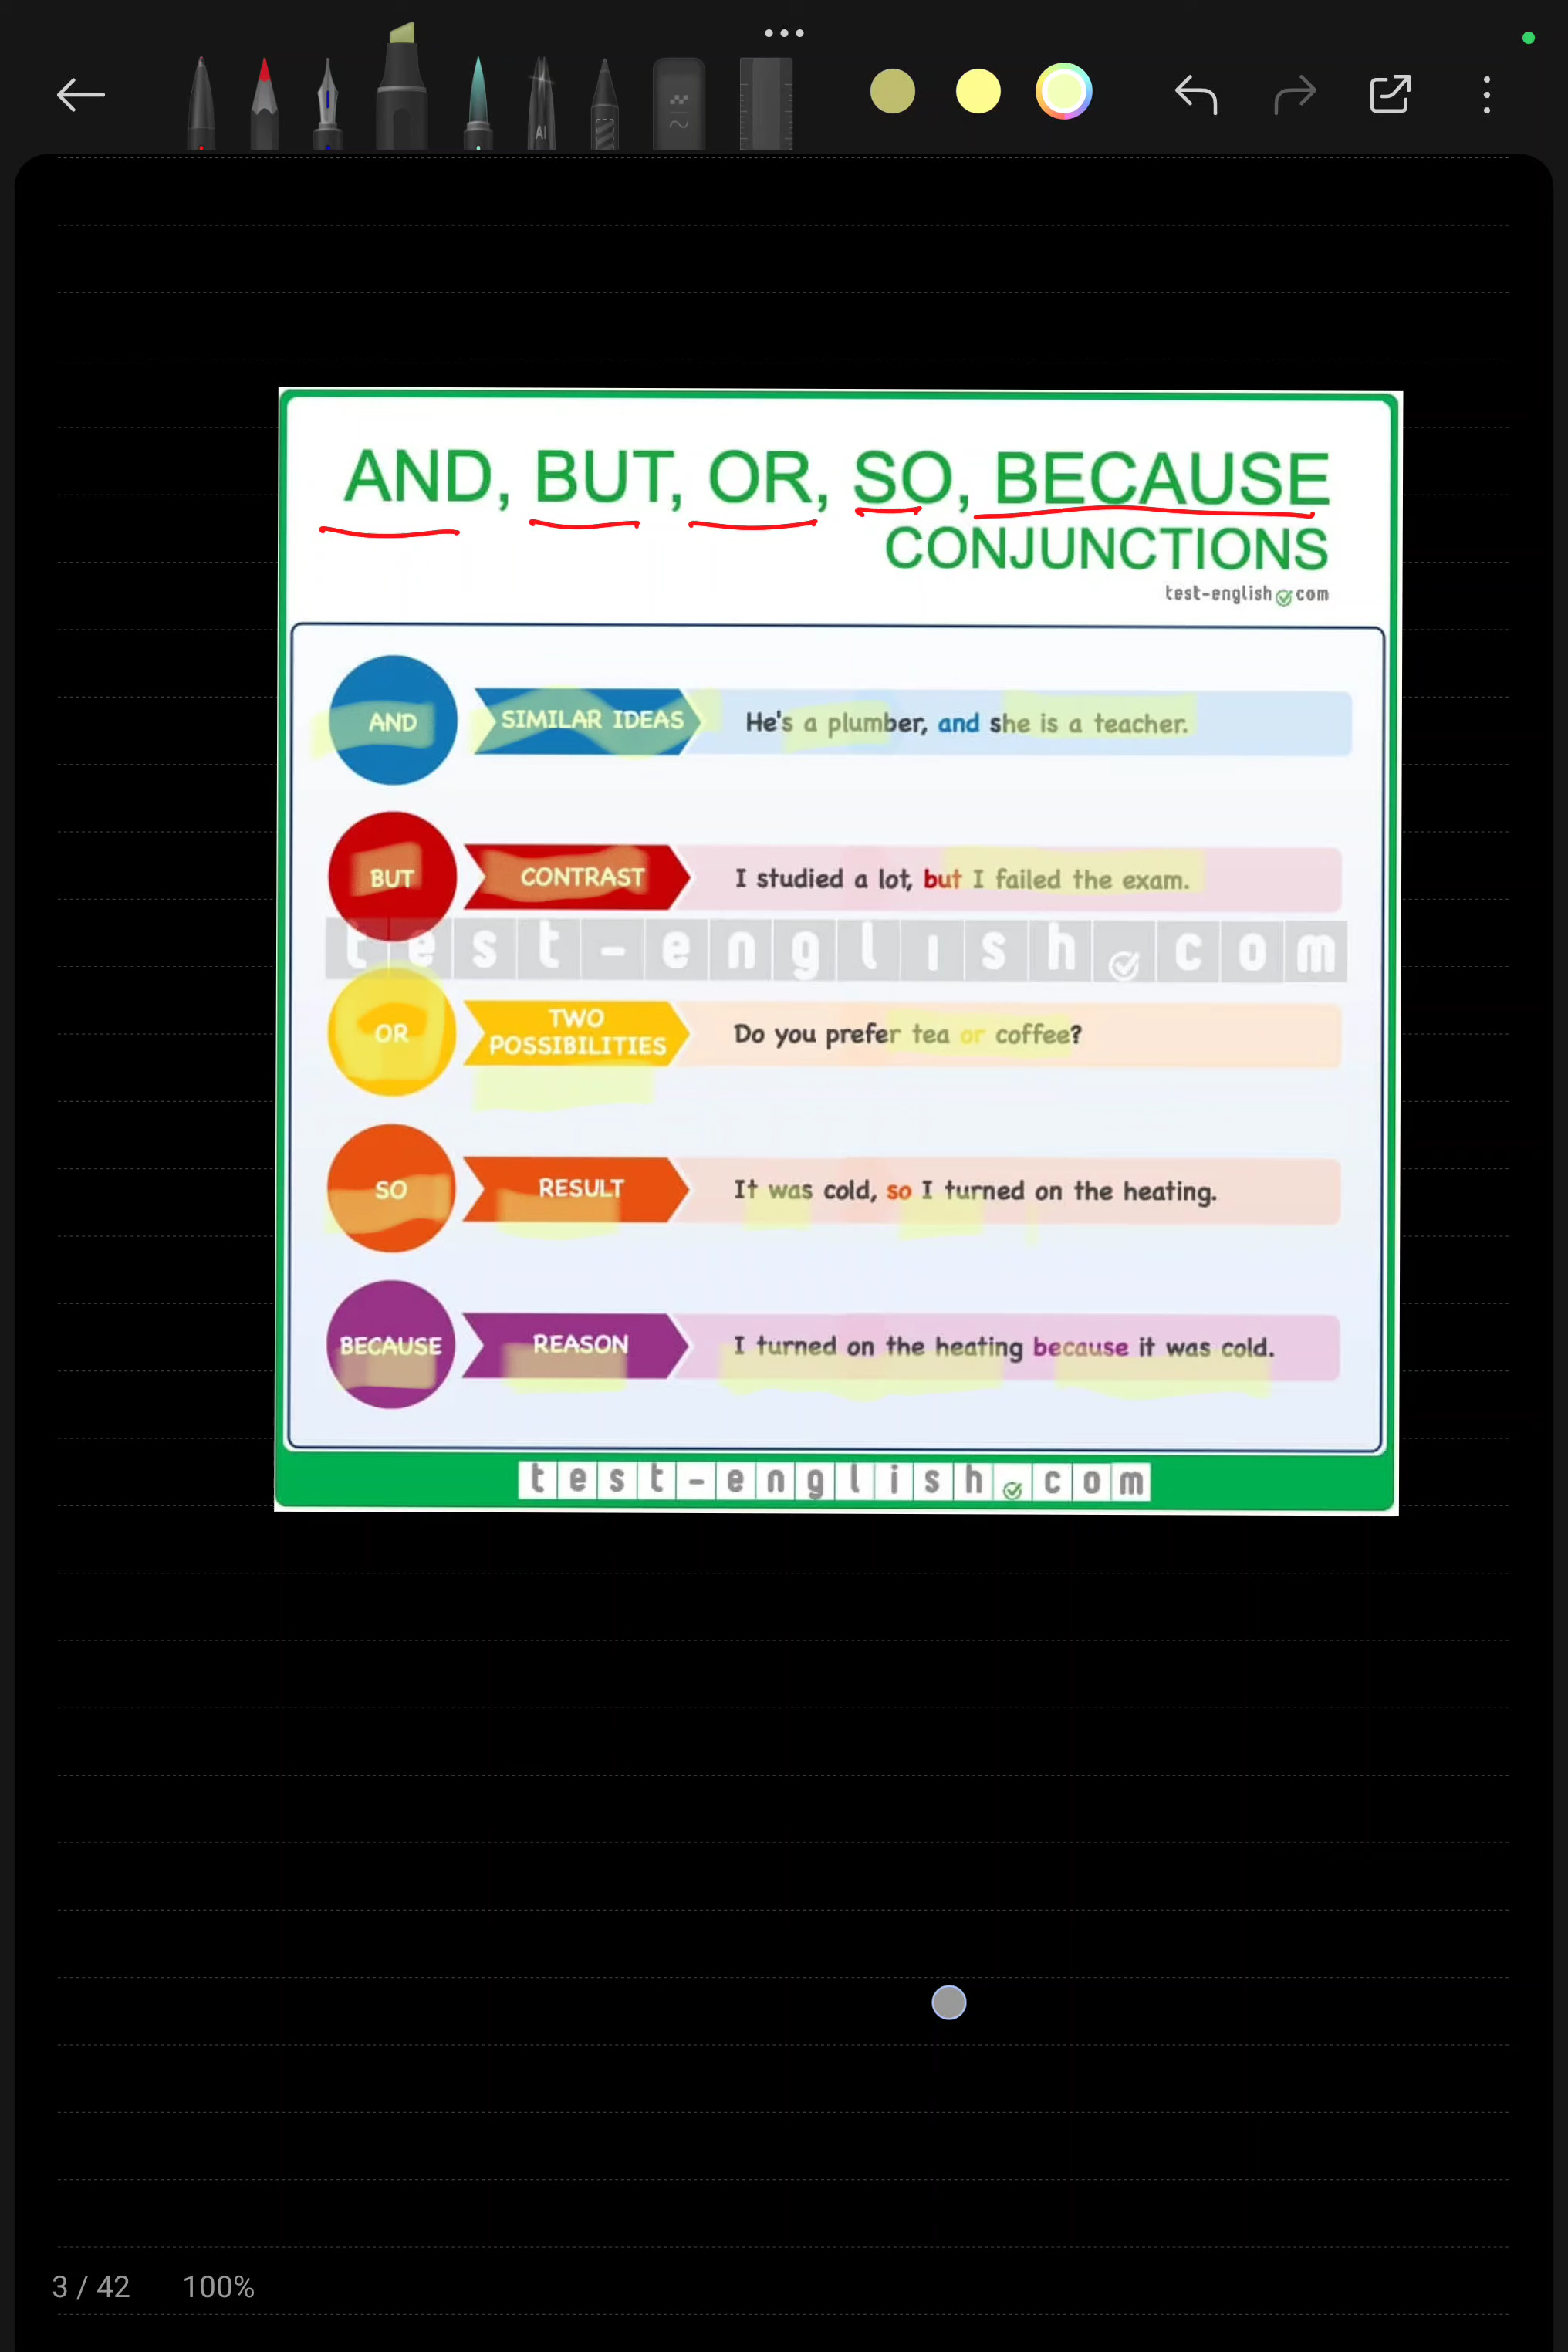 AI
AND, BUT, OR, SO, BECAUSE
CONJUNCTIONS
test-english com
AND
SIMILAR IDEAS
He's a plumber, and she is a teacher.
BUT
CONTRAST
I studied a lot, but I failed the exam.
test-english com
OR
TWO
POSSIBILITIES
Do you prefer tea or coffee?
SO
RESULT
It was cold, so I turned on the heating.
BECAUSE
REASON
I turned on the heating because it was cold.
test-english com
3 / 42 100%